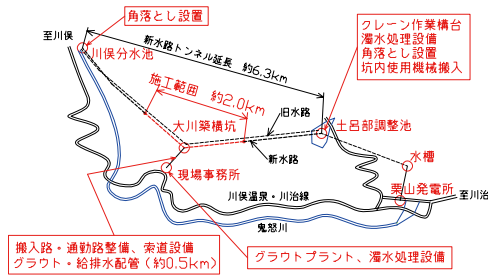 角落とし設置
至川俣
川俣分水池
新水路トンネル延長 約6.3km
クレーン作業構台
濁水処理設備
角落とし設置
坑内使用機械搬入
施工範囲 約2.0km
大川築横坑
旧水路
新水路
土呂部調整池
水槽
現場事務所
栗山発電所
至川治
川俣温泉・川治線
鬼怒川
搬入路・通勤路整備、索道設備
グラウト・給排水配管(約0.5km)
グラウトプラント、濁水処理設備